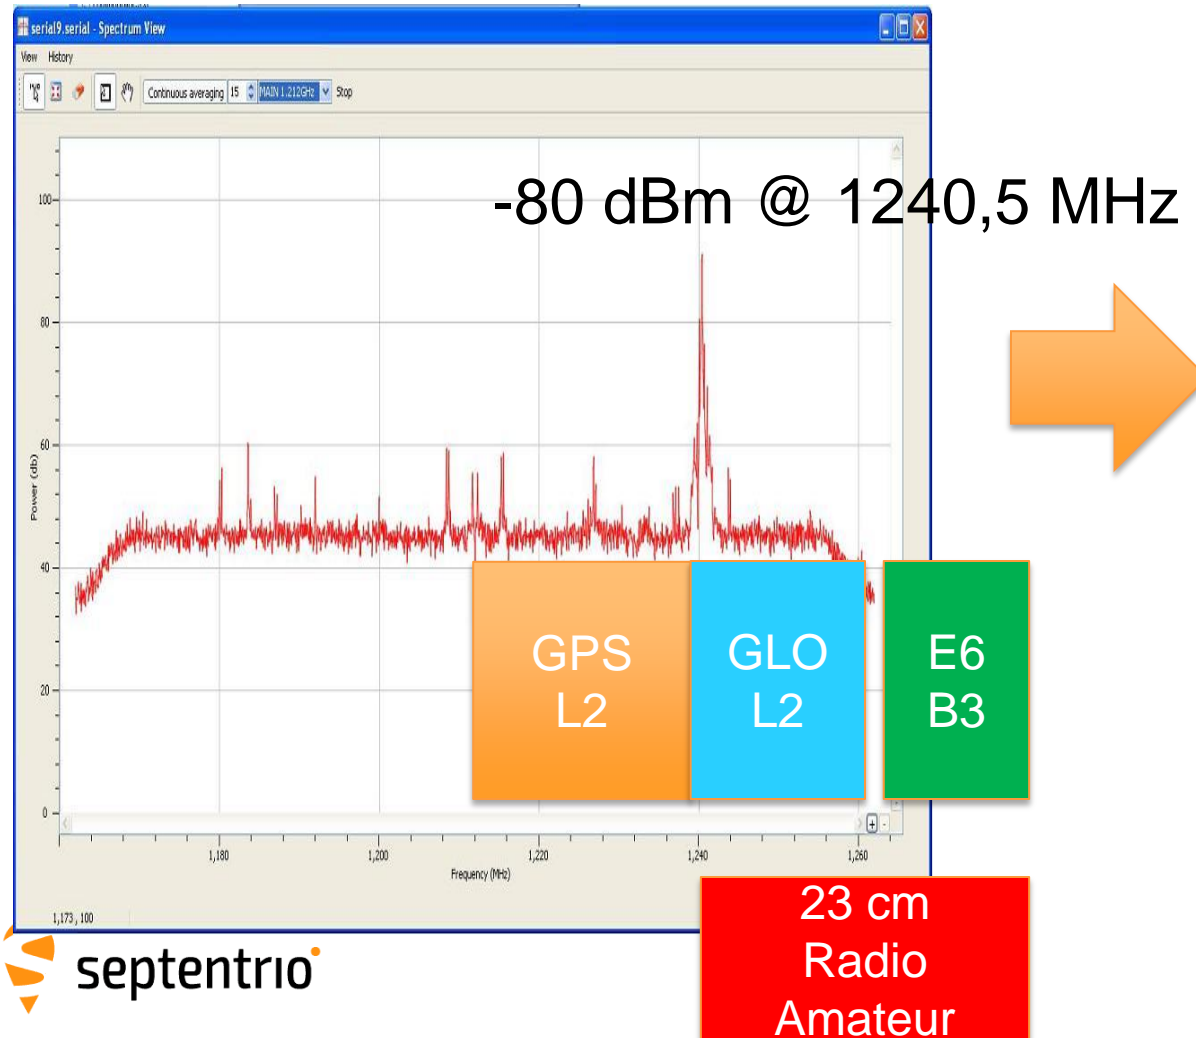 serial9.serial - Spectrum View
View History
Continuous averaging 15 MAIN 1.212GHz Stop
-80 dBm @ 1240,5 MHz
100
80
60
40
20
0
Power (db)
1,180 1,200 1,220 1,240 1,260
Frequency (MHz)
GPS
L2
GLO
L2
E6
B3
+ -
1,173 , 100
23 cm
Radio
Amateur
septentrio